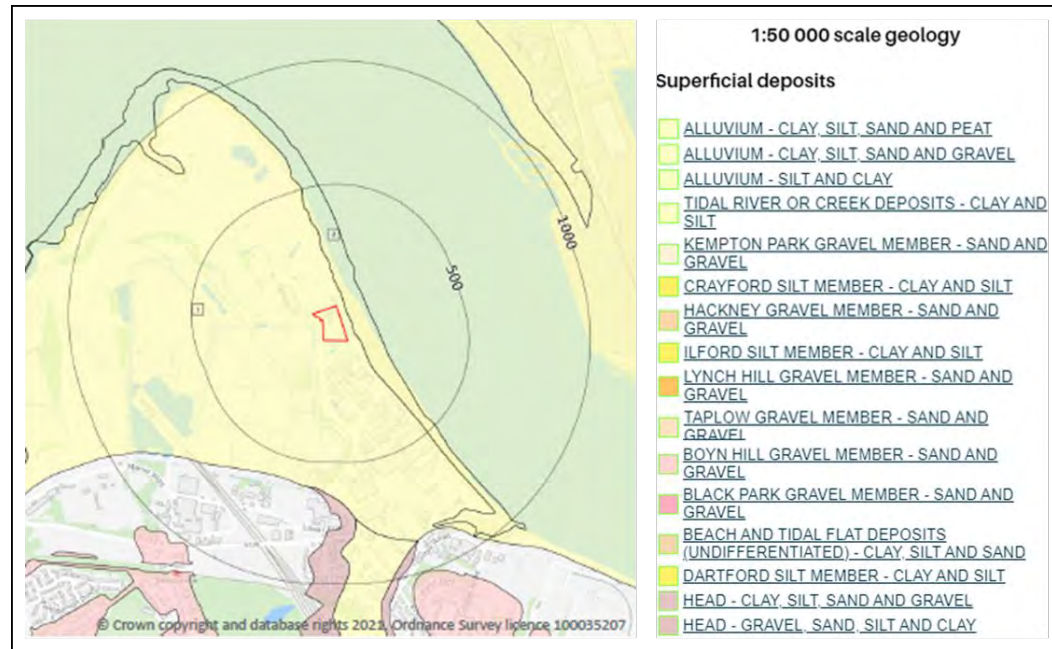 1000
500
2
1
© Crown copyright and database rights 2021, Ordnance Survey licence 100035207
1:50 000 scale geology
Superficial deposits
ALLUVIUM - CLAY, SILT, SAND AND PEAT
ALLUVIUM - CLAY, SILT, SAND AND GRAVEL
ALLUVIUM - SILT AND CLAY
TIDAL RIVER OR CREEK DEPOSITS - CLAY AND
SILT
KEMPTON PARK GRAVEL MEMBER - SAND AND
GRAVEL
CRAYFORD SILT MEMBER - CLAY AND SILT
HACKNEY GRAVEL MEMBER - SAND AND
GRAVEL
ILFORD SILT MEMBER - CLAY AND SILT
LYNCH HILL GRAVEL MEMBER - SAND AND
GRAVEL
TAPLOW GRAVEL MEMBER - SAND AND
GRAVEL
BOYN HILL GRAVEL MEMBER - SAND AND
GRAVEL
BLACK PARK GRAVEL MEMBER - SAND AND
GRAVEL
BEACH AND TIDAL FLAT DEPOSITS
(UNDIFFERENTIATED) - CLAY, SILT AND SAND
DARTFORD SILT MEMBER - CLAY AND SILT
HEAD - CLAY, SILT, SAND AND GRAVEL
HEAD - GRAVEL, SAND, SILT AND CLAY